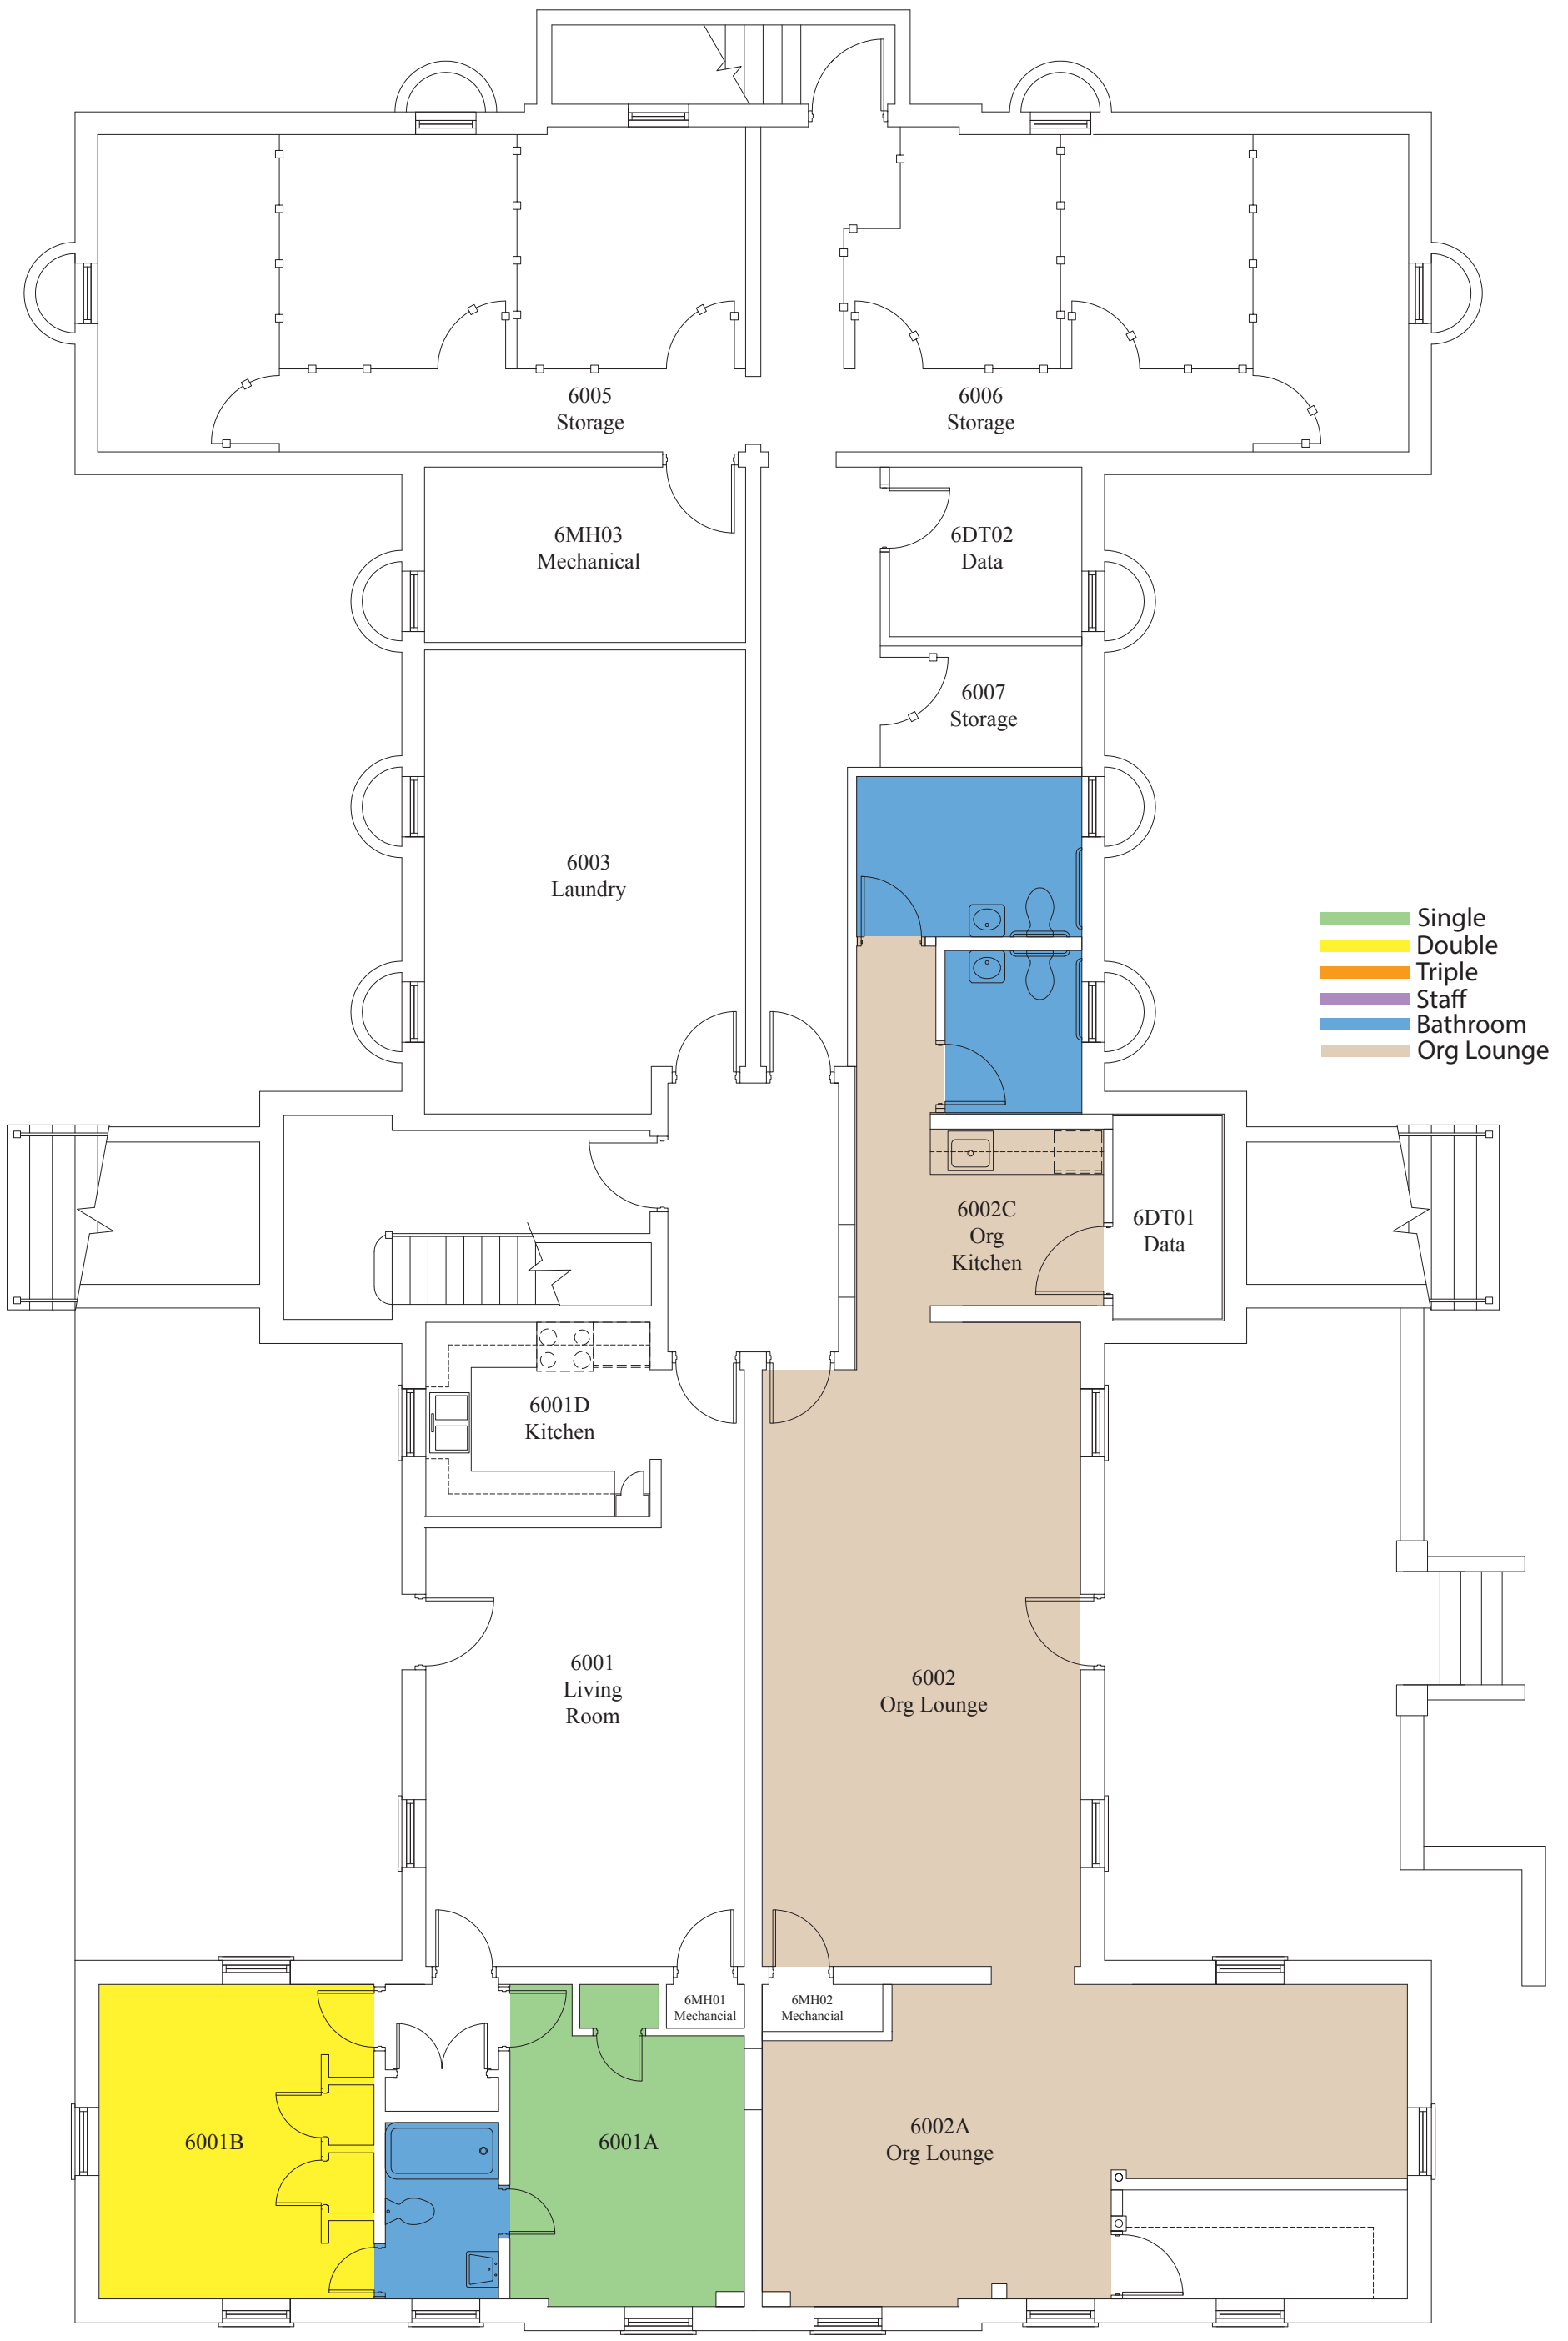 6005
Storage
6006
Storage
6MH03
Mechanical
6DT02
Data
6007
Storage
6003
Laundry
Single
Double
Triple
Staff
Bathroom
Org Lounge
6002C
Org
Kitchen
6DT01
Data
6001D
Kitchen
6001
Living
Room
6002
Org Lounge
6MH01
Mechancial
6MH02
Mechancial
6001B
6001A
6002A
Org Lounge